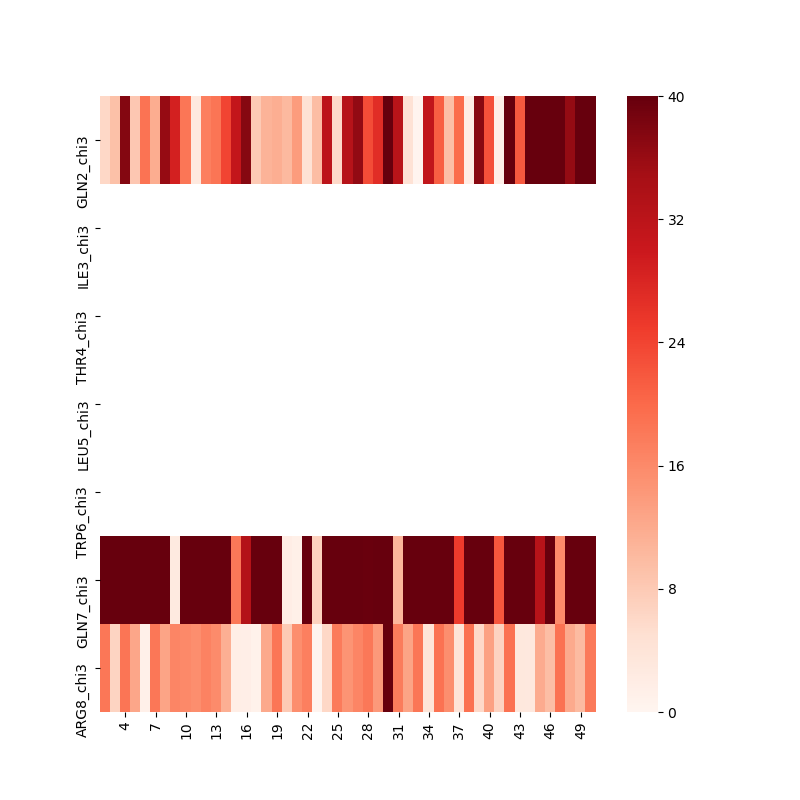 GLN2_chi3
ILE3_chi3
THR4_chi3
LEU5_chi3
TRP6_chi3
GLN7_chi3
ARG8_chi3
4 7 10 13 16 19 22 25 28 31 34 37 40 43 46 49
40
32
24
16
8
0